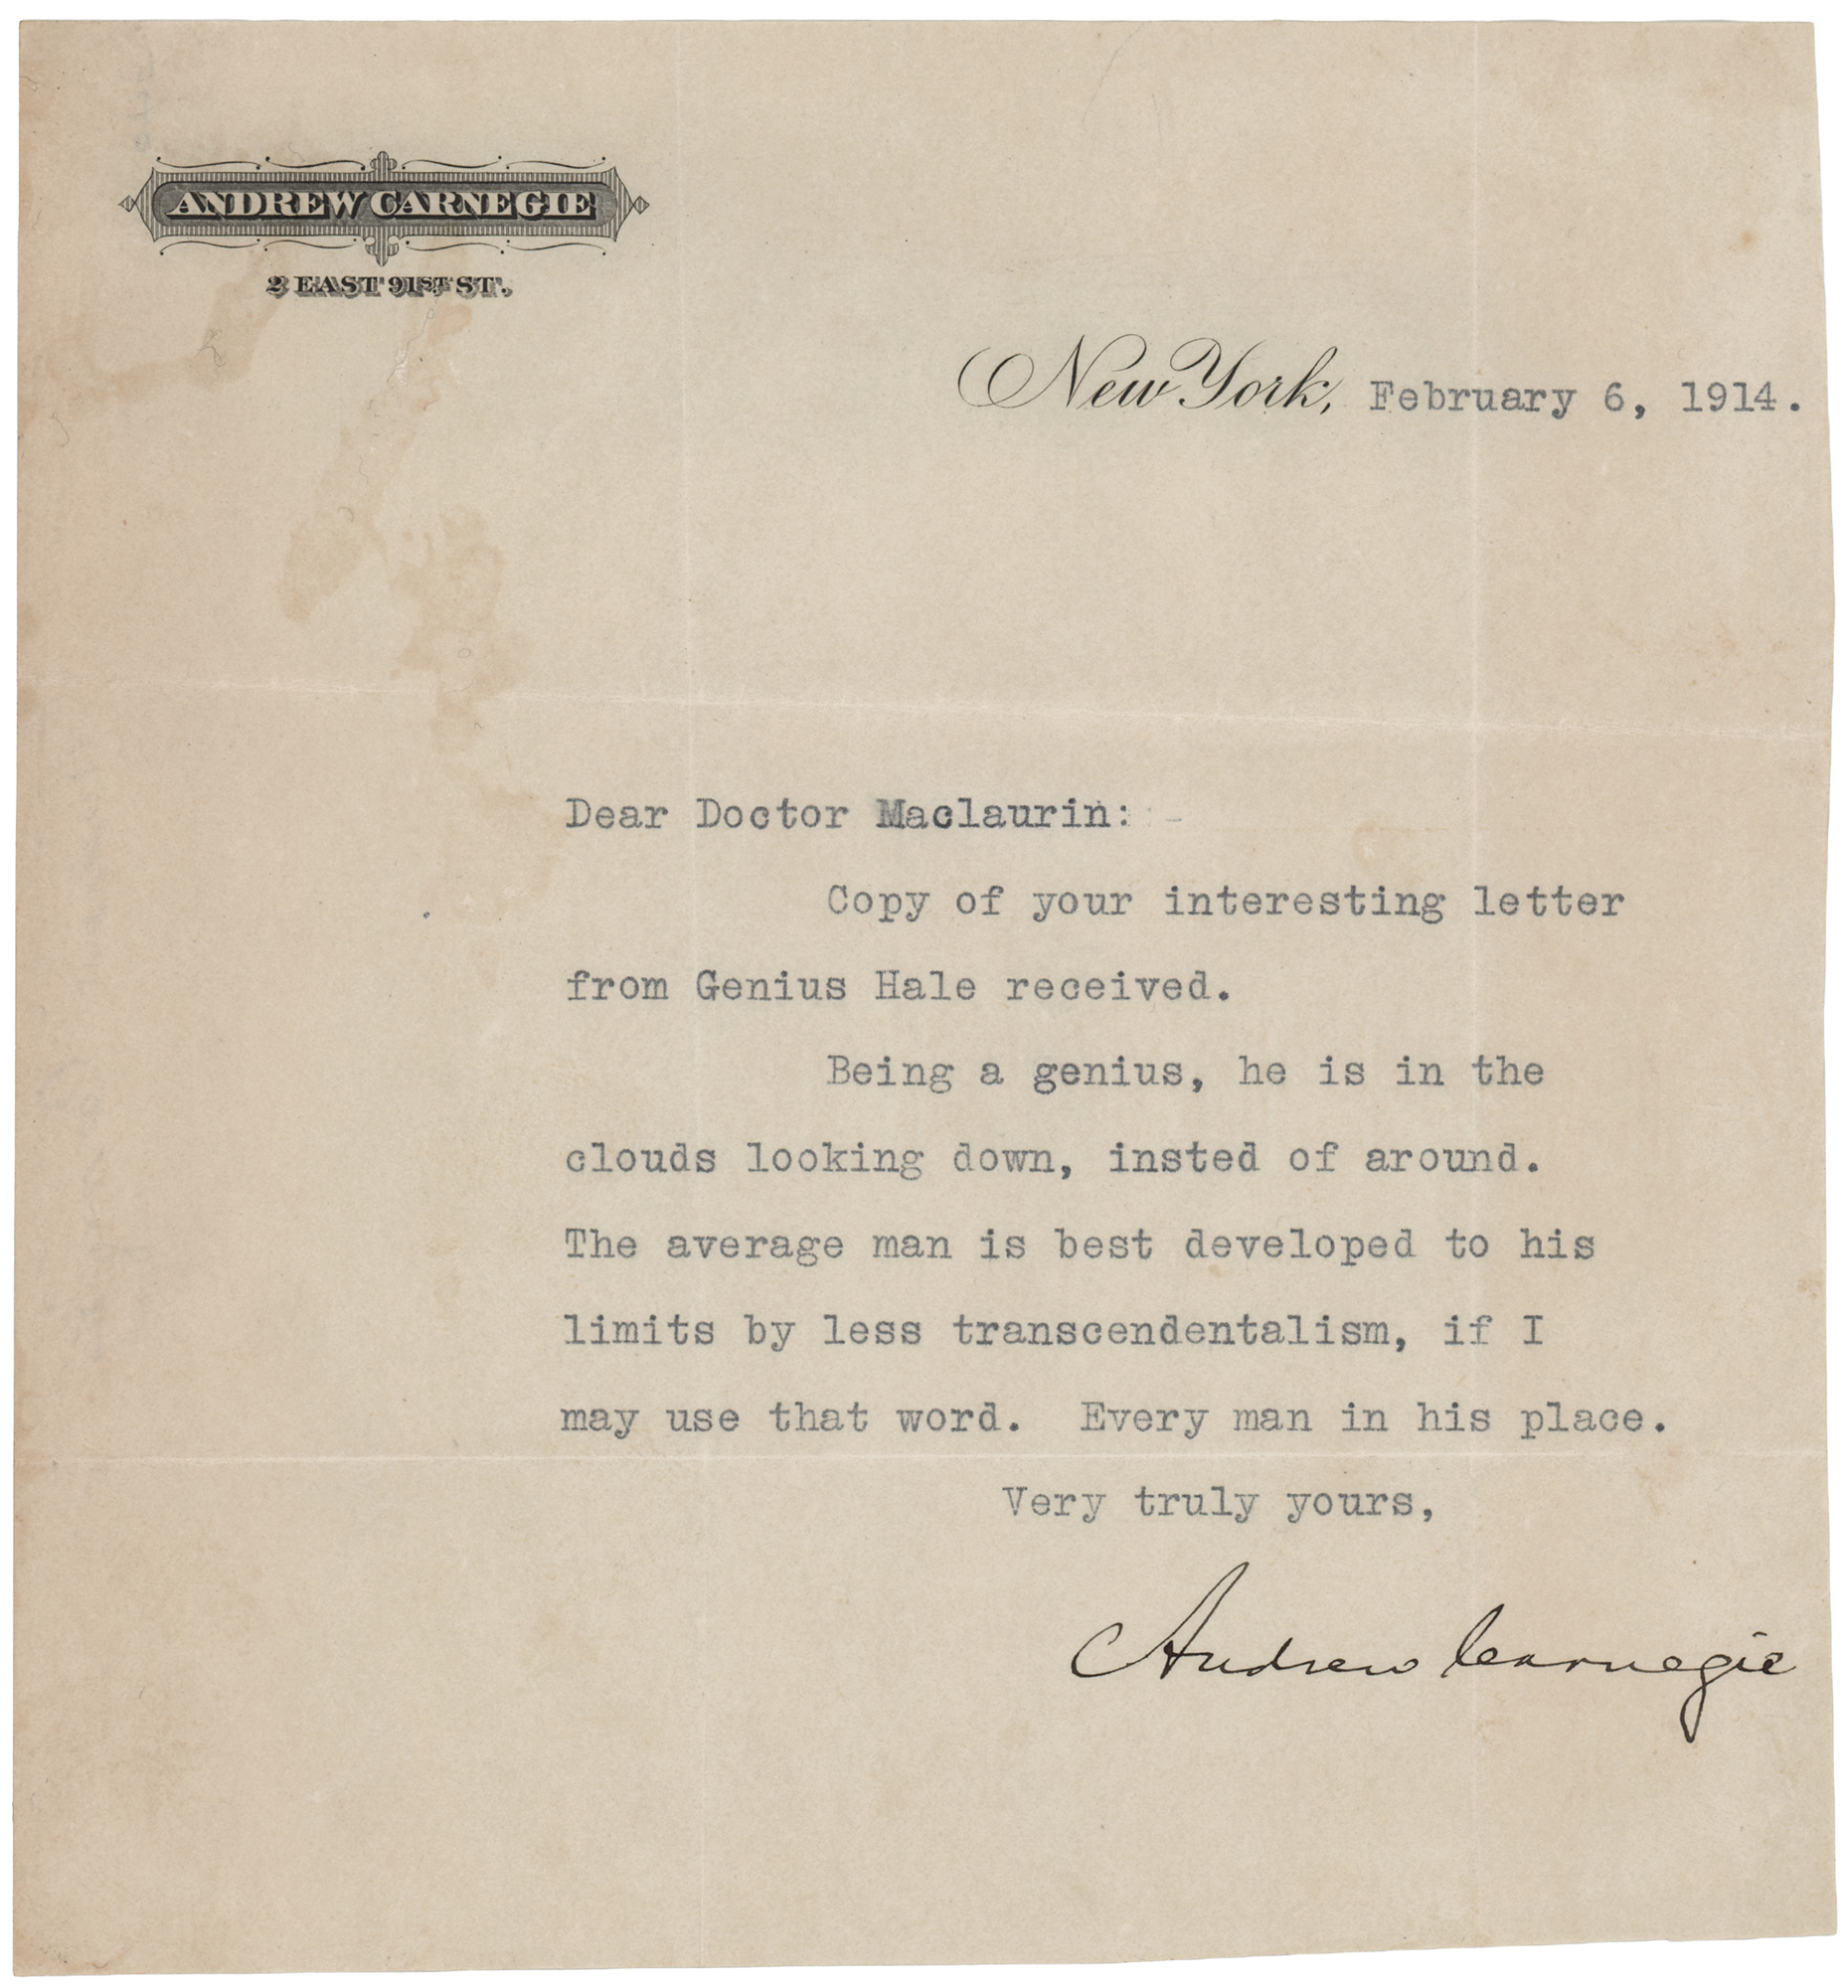 ANDREW CARNEGIE
2 EAST 91ST ST.
New York, February 6, 1914.
Dear Doctor Maclaurin:
Copy of your interesting letter
from Genius Hale received.
Being a genius, he is in the
clouds looking down, insted of around.
The average man is best developed to his
limits by less transcendentalism, if I
may use that word.  Every man in his place.
Very truly yours,
Andrew Carnegie